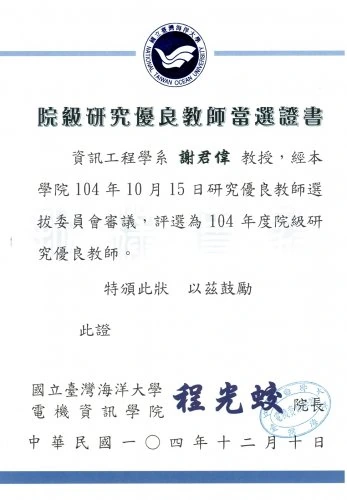 國立臺灣海洋大學
NATIONAL TAIWAN OCEAN UNIVERSITY
院級研究優良教師當選證書
資訊工程學系 謝君偉 教授，經本
學院104年10月15日研究優良教師選
拔委員會審議，評選為104年度院級研
究優良教師。
特頒此狀 以茲鼓勵
此證
國立臺灣海洋大學
電機資訊學院
程光蛟 院長
中華民國一〇四年十二月十日